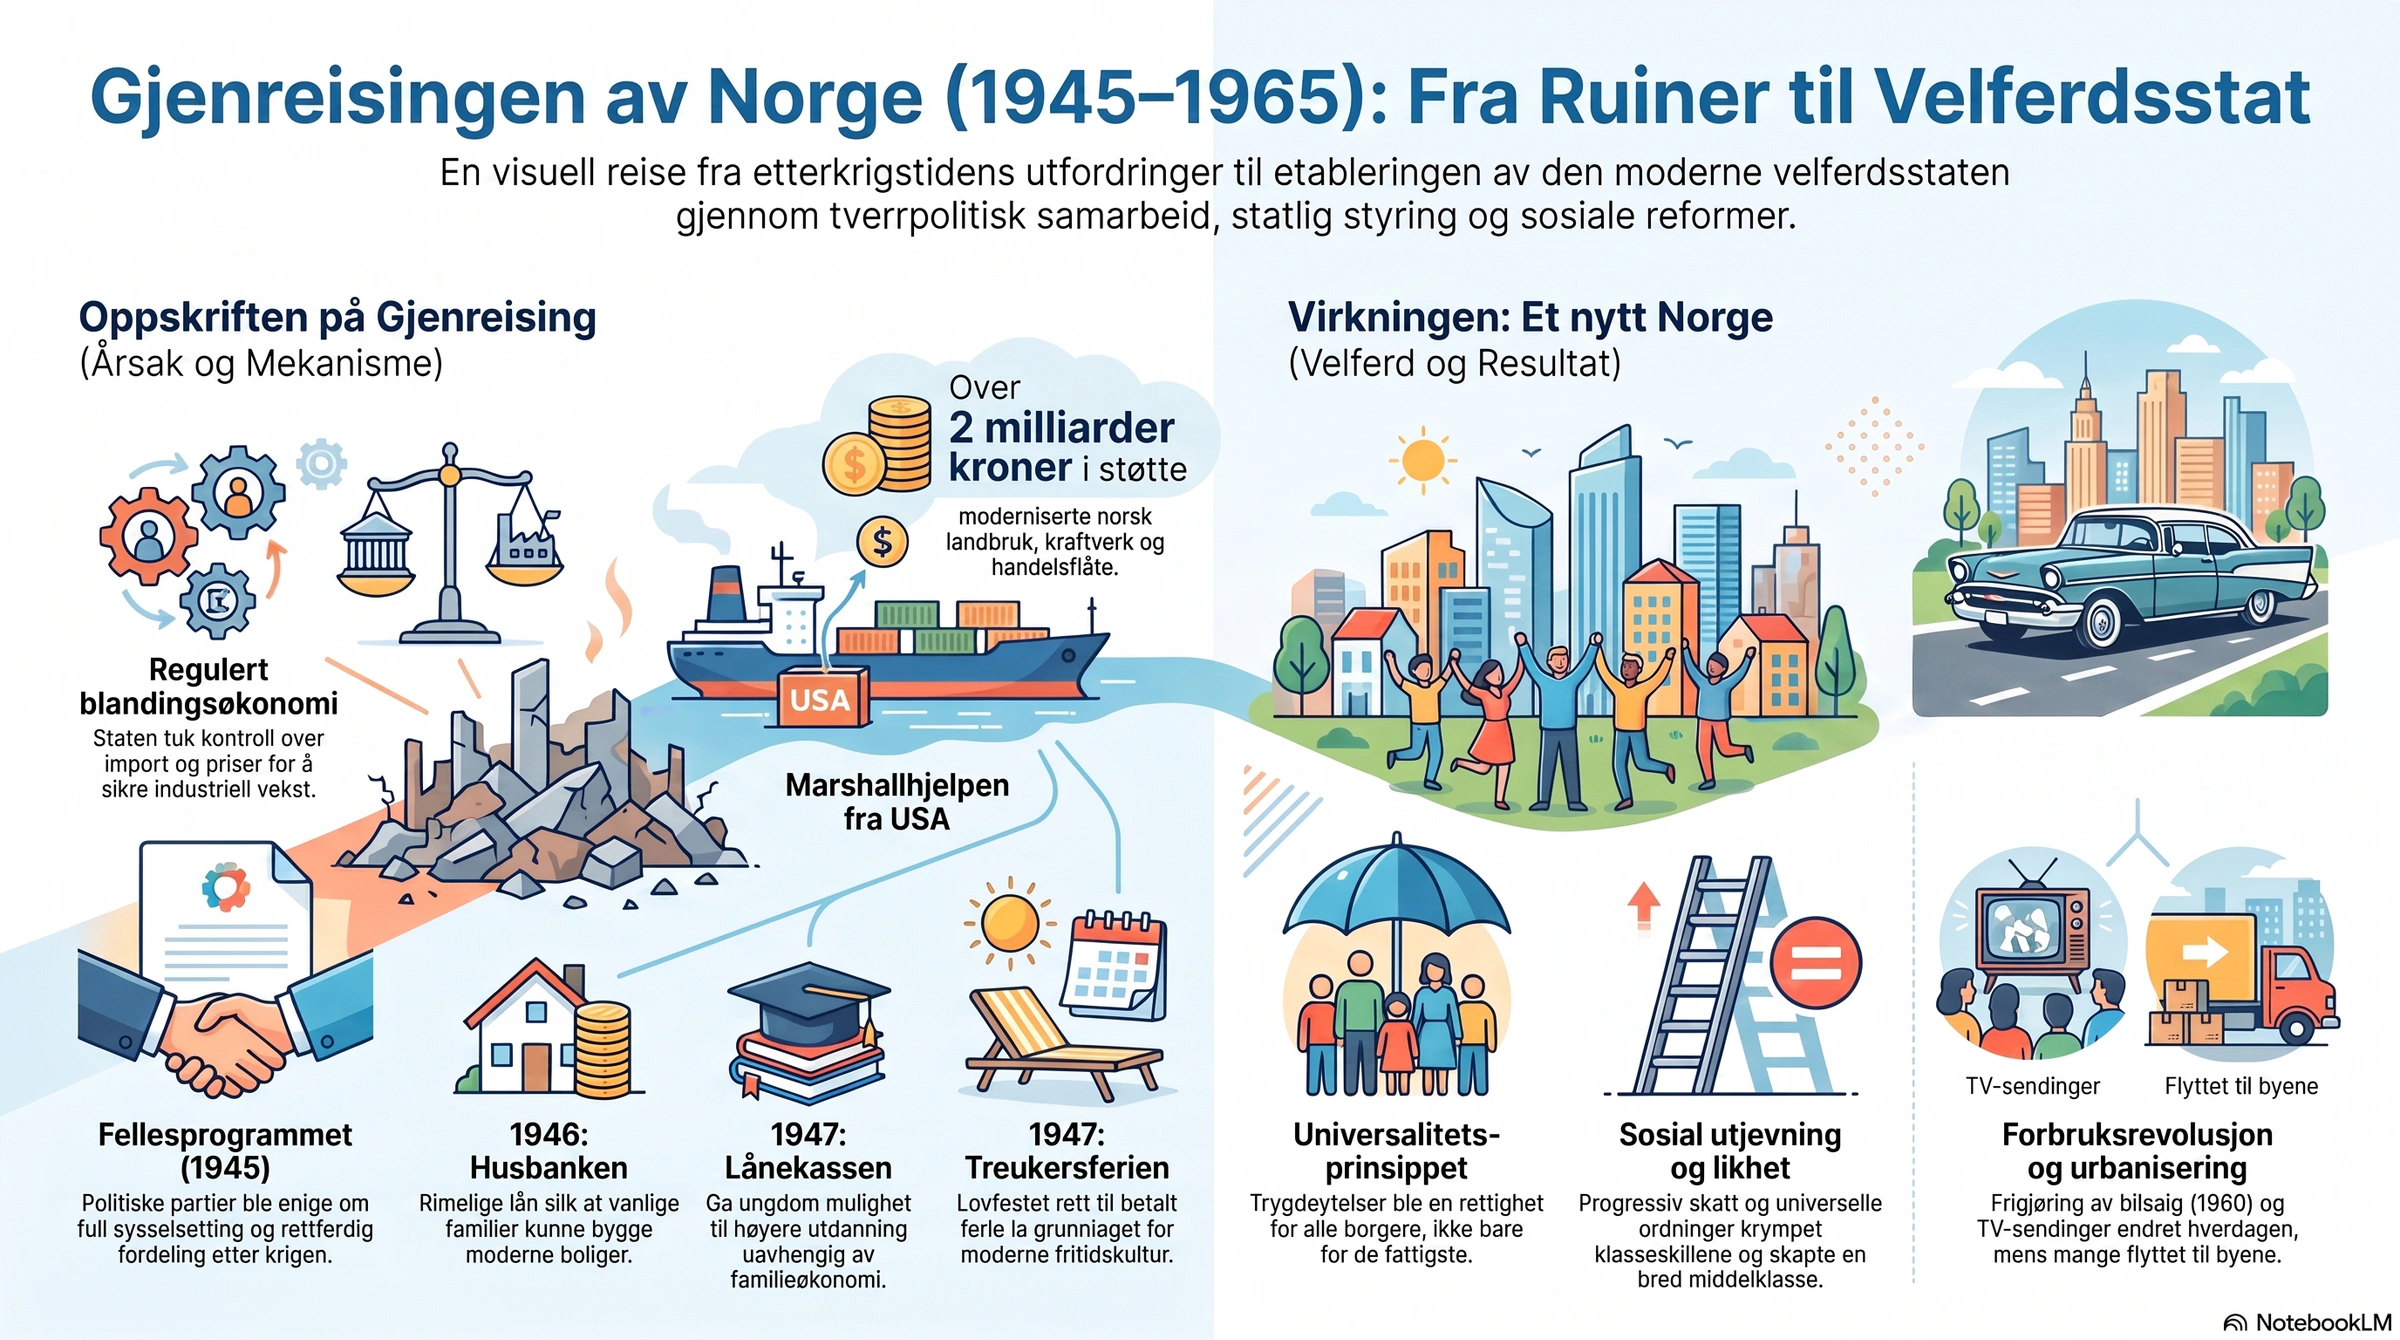 Gjenreisingen av Norge (1945–1965): Fra Ruiner til Velferdsstat
En visuell reise fra etterkrigstidens utfordringer til etableringen av den moderne velferdsstaten
gjennom tverrpolitisk samarbeid, statlig styring og sosiale reformer.
Oppskriften på Gjenreising
(Årsak og Mekanisme)
Over
2 milliarder
kroner i støtte
moderniserte norsk
landbruk, kraftverk og
handelsflåte.
Regulert
blandingsøkonomi
Staten tuk kontroll over
import og priser for å
sikre industriell vekst.
USA
Marshallhjelpen
fra USA
Fellesprogrammet
(1945)
Politiske partier ble enige om
full sysselsetting og rettferdig
fordeling etter krigen.
1946:
Husbanken
Rimelige lån silk at vanlige
familier kunne bygge
moderne boliger.
1947:
Lånekassen
Ga ungdom mulighet
til høyere utdanning
uavhengig av
familieøkonomi.
1947:
Treukersferien
Lovfestet rett til betalt
ferle la grunniaget for
moderne fritidskultur.
Virkningen: Et nytt Norge
(Velferd og Resultat)
Universalitets-
prinsippet
Trygdeytelser ble en rettighet
for alle borgere, ikke bare
for de fattigste.
Sosial utjevning
og likhet
Progressiv skatt og universelle
ordninger krympet
klasseskillene og skapte en
bred middelklasse.
TV-sendinger
Flyttet til byene
Forbruksrevolusjon
og urbanisering
Frigjøring av bilsaig (1960) og
TV-sendinger endret hverdagen,
mens mange flyttet til byene.
NotebookLM